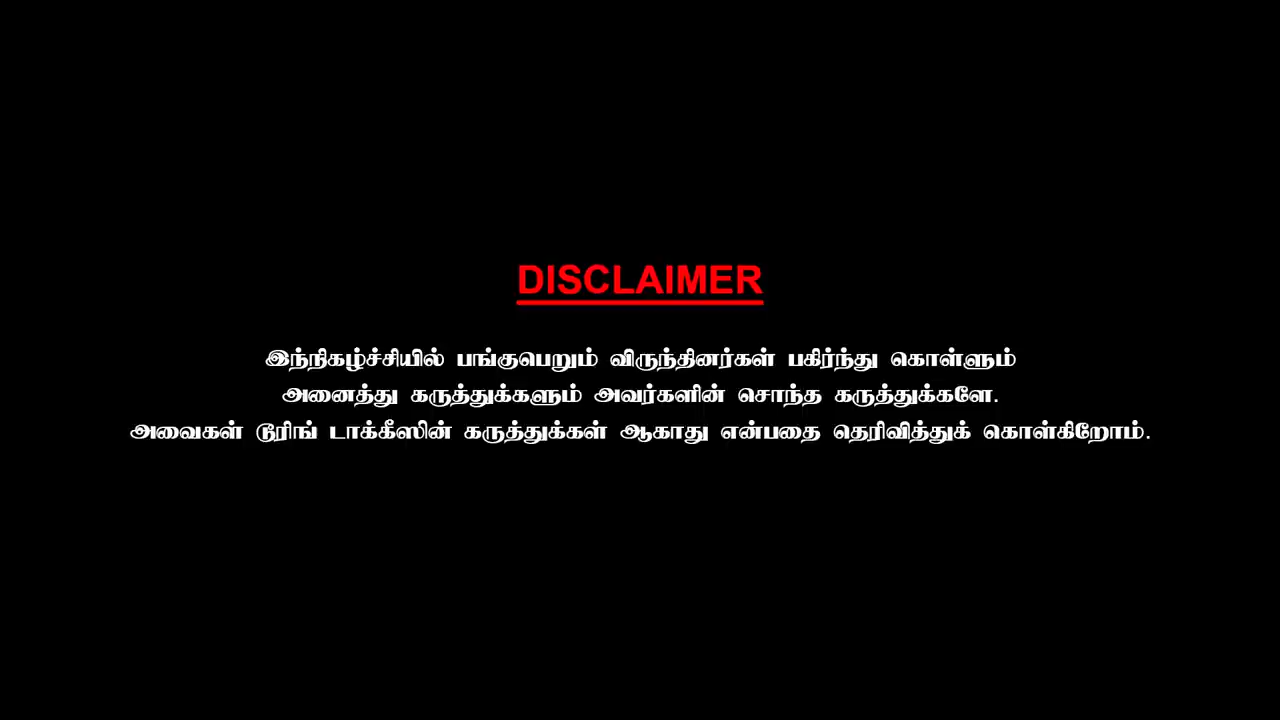 DISCLAIMER
இந்நிகழ்ச்சியில் பங்குபெறும் விருந்தினர்கள் பகிர்ந்து கொள்ளும்
அனைத்து கருத்துக்களும் அவர்களின் சொந்த கருத்துக்களே.
அவைகள் டூரிங் டாக்கீஸின் கருத்துக்கள் ஆகாது என்பதை தெரிவித்துக் கொள்கிறோம்.